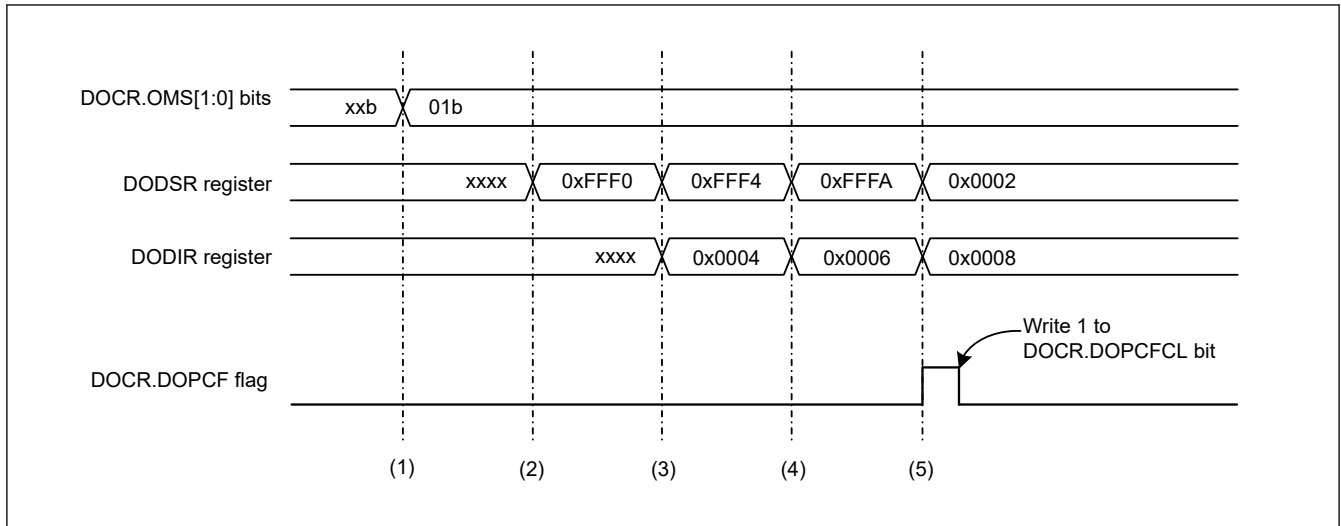 DOCR.OMS[1:0] bits
xxb
01b
DODSR register
xxxx
0xFFF0
0xFFF4
0xFFFA
0x0002
DODIR register
xxxx
0x0004
0x0006
0x0008
Write 1 to
DOCR.DOPCFCL bit
DOCR.DOPCF flag
(1)
(2)
(3)
(4)
(5)